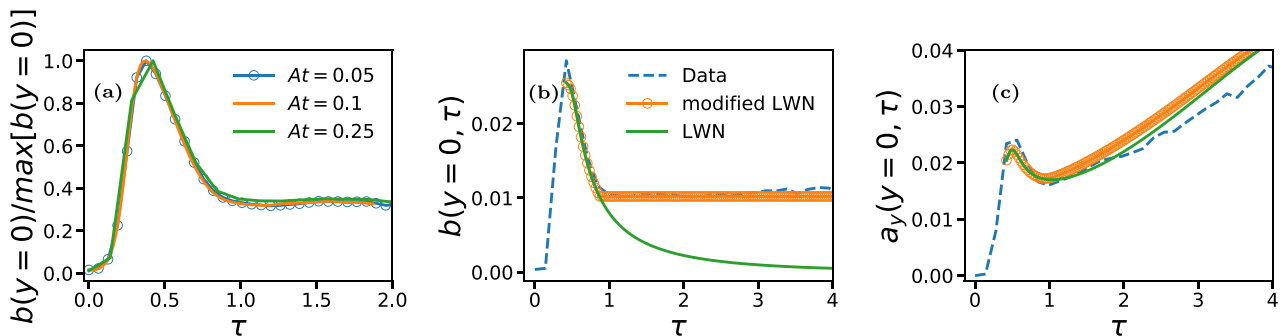 b(y = 0)/max[b(y = 0)]
1.0
0.8
0.6
0.4
0.2
0.0
(a)
At = 0.05
At = 0.1
At = 0.25
0.0 0.5 1.0 1.5 2.0
τ
b(y = 0, τ)
0.02
0.01
0.00
(b)
Data
modified LWN
LWN
0 1 2 3 4
τ
a_y(y = 0, τ)
0.04
0.03
0.02
0.01
0.00
(c)
0 1 2 3 4
τ